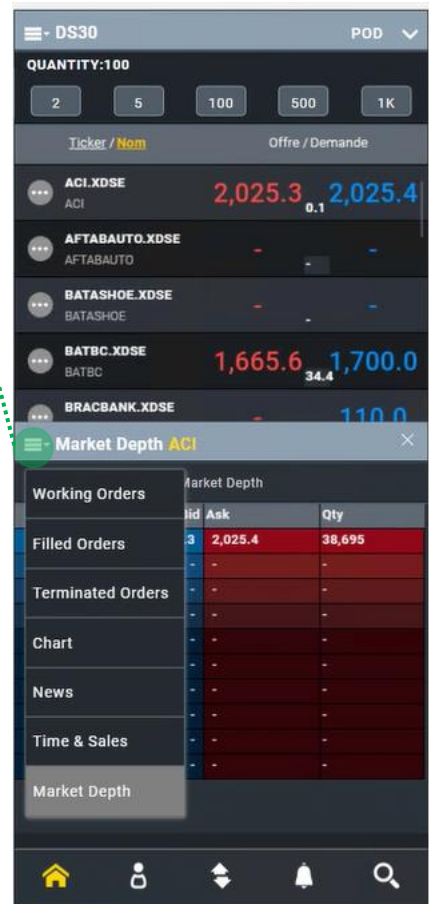 DS30 POD
QUANTITY:100
2 5 100 500 1K
Ticker / Nom Offre / Demande
ACI.XDSE
ACI
2,025.3 0.1 2,025.4
AFTABAUTO.XDSE
AFTABAUTO
- - -
BATASHOE.XDSE
BATASHOE
- - -
BATBC.XDSE
BATBC
1,665.6 34.4 1,700.0
BRACBANK.XDSE
- 110.0
Market Depth ACI
Market Depth
Working Orders
Filled Orders
Terminated Orders
Chart
News
Time & Sales
Market Depth
Ask Qty
2,025.4 38,695
- -
- -
- -
- -
- -
- -
- -
- -
- -